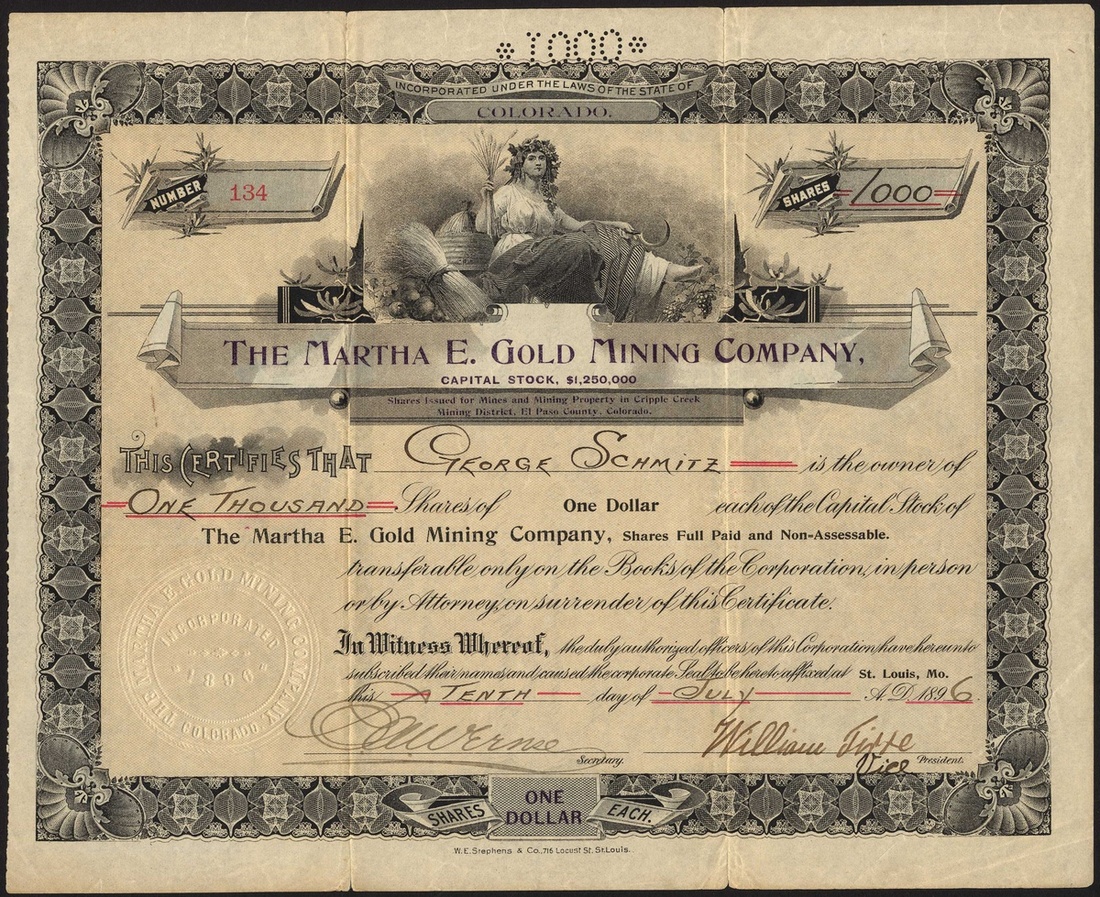 *1000*
INCORPORATED UNDER THE LAWS OF THE STATE OF
COLORADO.
NUMBER 134
SHARES 1000
THE MARTHA E. GOLD MINING COMPANY,
CAPITAL STOCK, $1,250,000
Shares Issued for Mines and Mining Property in Cripple Creek
Mining District, El Paso County, Colorado.
THIS CERTIFIES THAT GEORGE SCHMITZ is the owner of
ONE THOUSAND Shares of One Dollar each of the Capital Stock of
The Martha E. Gold Mining Company, Shares Full Paid and Non-Assessable.
transferable only on the Books of the Corporation, in person
or by Attorney, on surrender of this Certificate.
In Witness Whereof, the duly authorized officers of this Corporation have hereunto
subscribed their names and caused the corporate Seal to be hereto affixed, at St. Louis, Mo.
this TENTH day of JULY A.D. 1896.
THE MARTHA E. GOLD MINING COMPANY
INCORPORATED
1896
COLORADO
William
Secretary.
Vice President.
SHARES ONE DOLLAR EACH.
W.E. Stephens & Co., 716 Locust St. St. Louis.